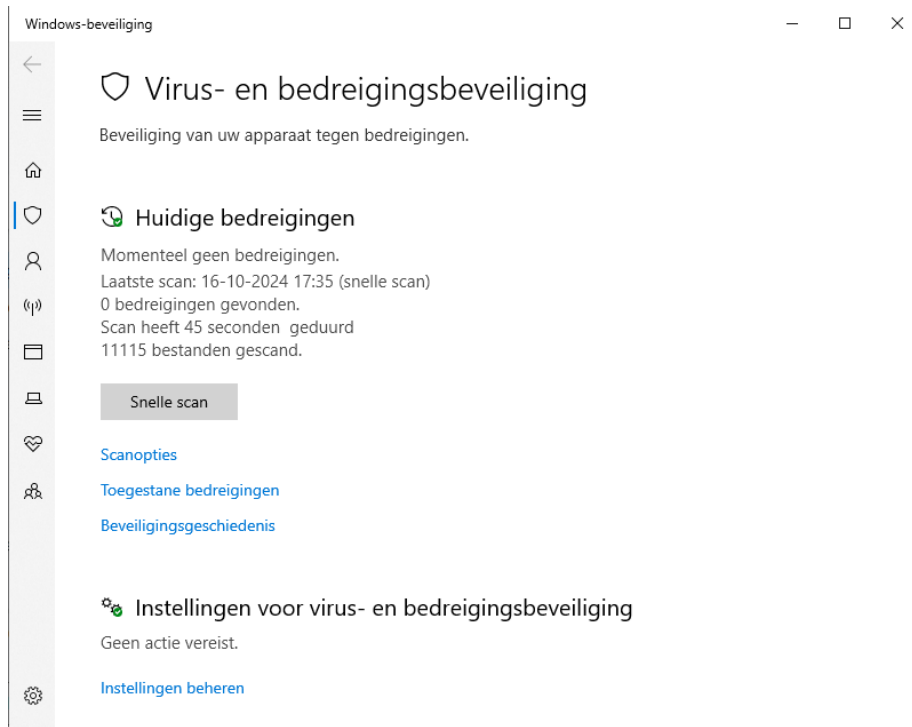 Windows-beveiliging
Virus- en bedreigingsbeveiliging
Beveiliging van uw apparaat tegen bedreigingen.
Huidige bedreigingen
Momenteel geen bedreigingen.
Laatste scan: 16-10-2024 17:35 (snelle scan)
0 bedreigingen gevonden.
Scan heeft 45 seconden  geduurd
11115 bestanden gescand.
Snelle scan
Scanopties
Toegestane bedreigingen
Beveiligingsgeschiedenis
Instellingen voor virus- en bedreigingsbeveiliging
Geen actie vereist.
Instellingen beheren